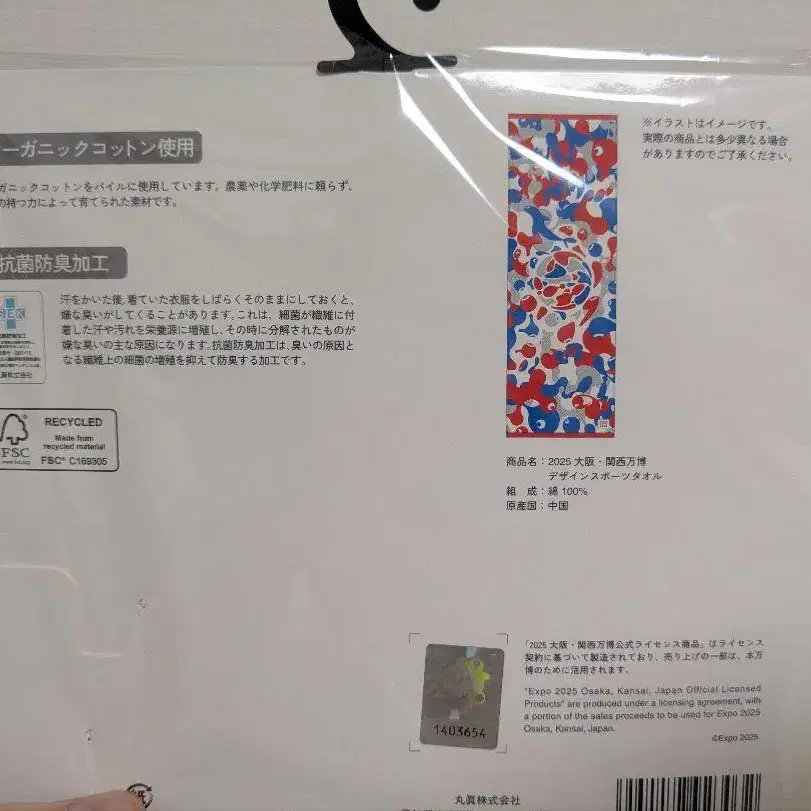 ーガニックコットン使用
ガニックコットンをパイルに使用しています。農薬や化学肥料に頼らず、
の持つ力によって育てられた素材です。
抗菌防臭加工
汗をかいた後、着ていた衣服をしばらくそのままにしておくと、
嫌な臭いがしてくることがあります。これは、細菌が繊維に付
着した汗や汚れを栄養源に増殖し、その時に分解されたものが
嫌な臭いの主な原因になります。抗菌防臭加工は、臭いの原因と
なる繊維上の細菌の増殖を抑えて防臭する加工です。
SEK
株式会社
FSC
www.fsc.org
RECYCLED
Made from
recycled material
FSC® C169305
※イラストはイメージです。
実際の商品とは多少異なる場合
がありますのでご了承ください。
商品名：2025 大阪・関西万博
デザインスポーツタオル
組 成：綿 100%
原産国：中国
1403654
「2025 大阪・関西万博公式ライセンス商品」はライセンス
契約に基づいて製造されており、売り上げの一部は、本万
博のために活用されます。
"Expo 2025 Osaka, Kansai, Japan Official Licensed
Products" are produced under a licensing agreement, with
a portion of the sales proceeds to be used for Expo 2025
Osaka, Kansai, Japan.
©Expo 2025
丸眞株式会社
紙